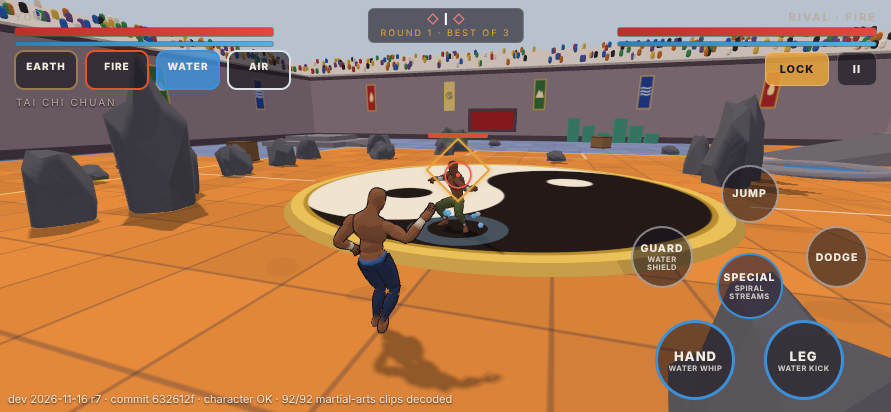 YOU
RIVAL · FIRE
ROUND 1 · BEST OF 3
EARTH
FIRE
WATER
AIR
LOCK
II
TAI CHI CHUAN
JUMP
GUARD
WATER
SHIELD
DODGE
SPECIAL
SPIRAL
STREAMS
HAND
WATER WHIP
LEG
WATER KICK
dev 2026-11-16 r7 · commit 632612f · character OK · 92/92 martial-arts clips decoded